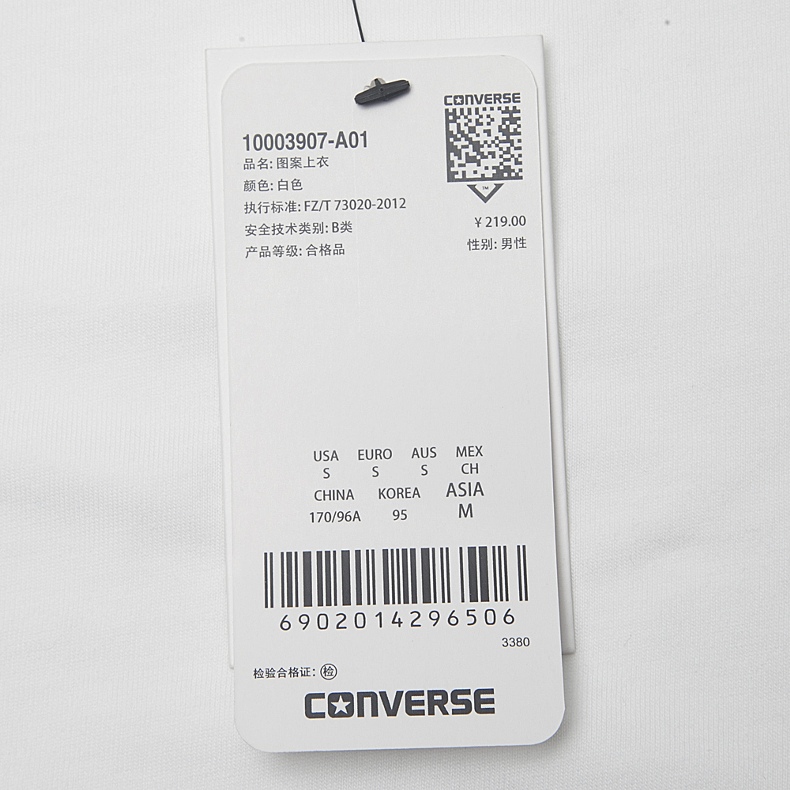 CONVERSE
10003907-A01
品名: 图案上衣
颜色: 白色
执行标准: FZ/T 73020-2012
安全技术类别: B类
产品等级: 合格品
TM
¥ 219.00
性别: 男性
USA EURO AUS MEX
S S S CH
CHINA KOREA ASIA
170/96A 95 M
6902014296506
3380
检验合格证: 检
CONVERSE